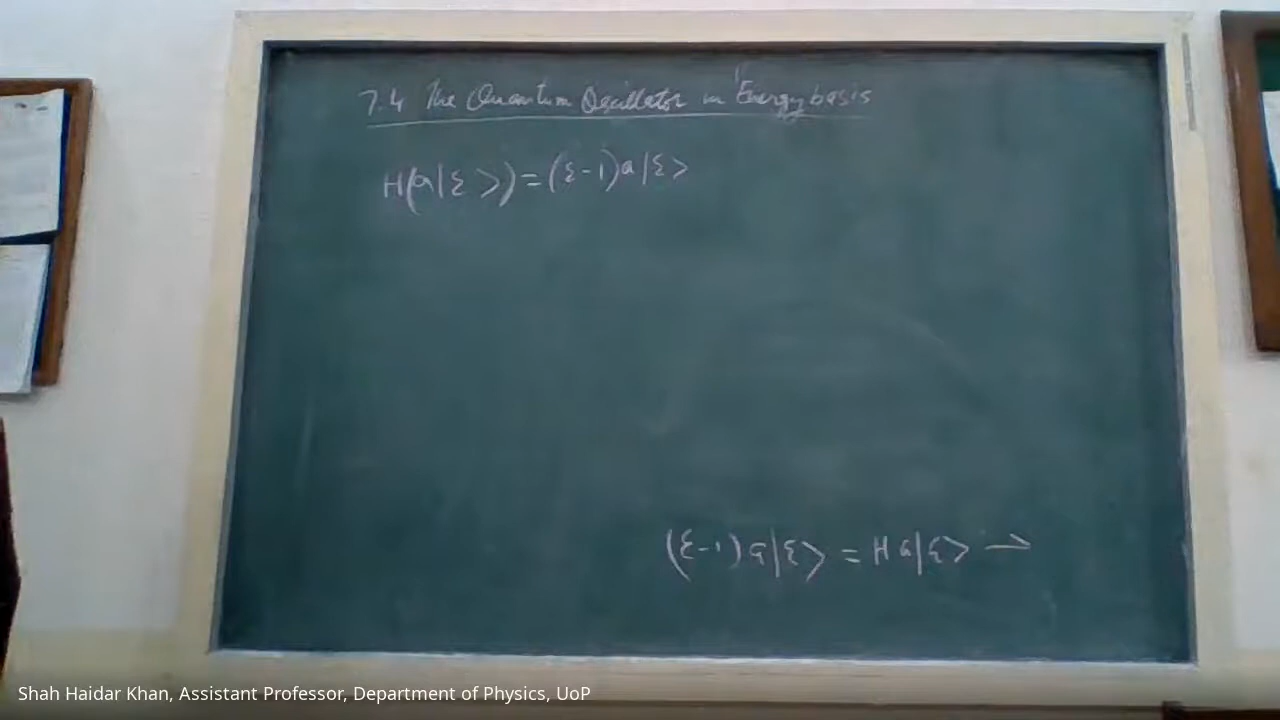 7.4 The Quantum Oscillator in Energy basis
H(a|ε>)=(ε-1)a|ε>
(ε-1)a|ε> = H a|ε> →
Shah Haidar Khan, Assistant Professor, Department of Physics, UoP